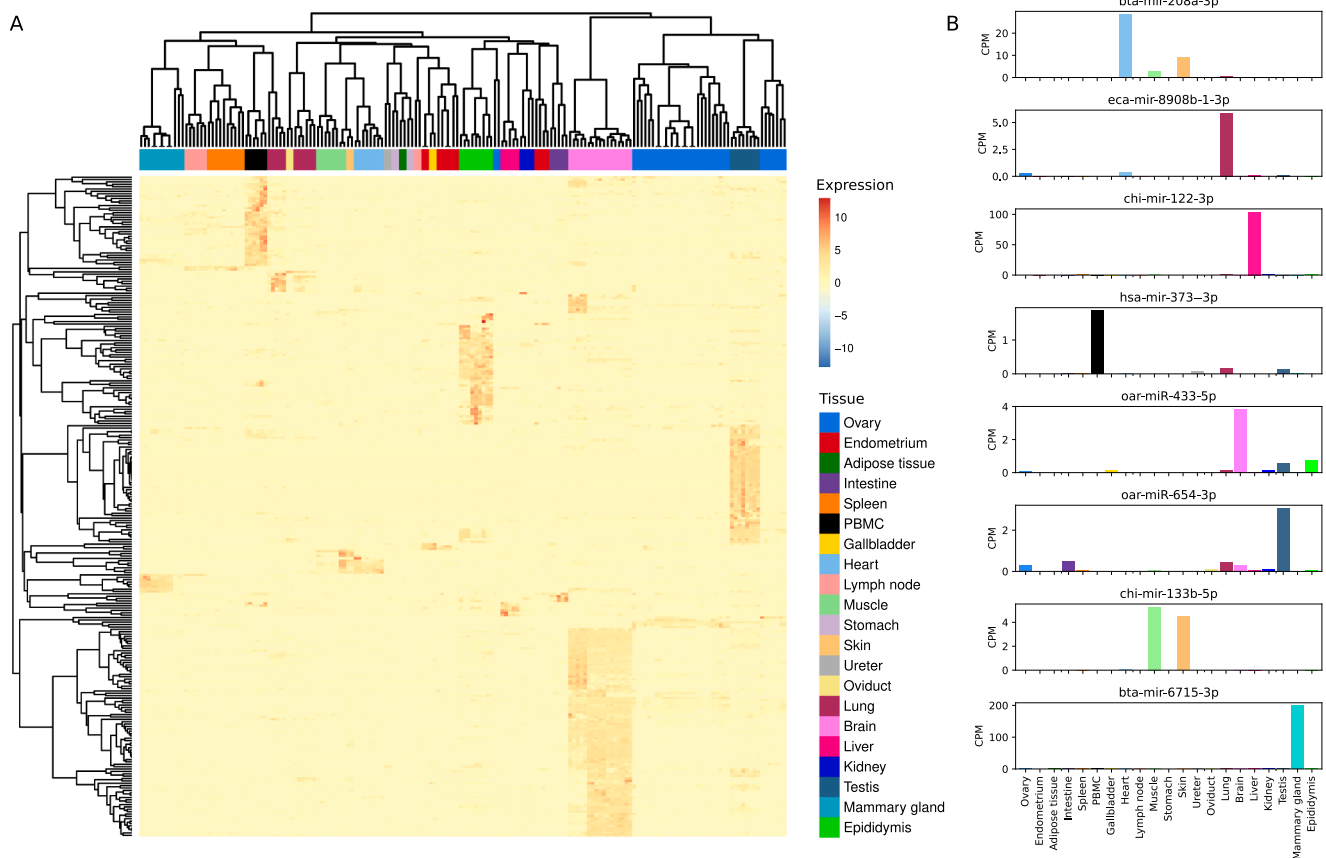 A
B
Expression
10
5
0
−5
−10
Tissue
Ovary
Endometrium
Adipose tissue
Intestine
Spleen
PBMC
Gallbladder
Heart
Lymph node
Muscle
Stomach
Skin
Ureter
Oviduct
Lung
Brain
Liver
Kidney
Testis
Mammary gland
Epididymis
bta-mir-208a-3p
CPM
20
10
0
eca-mir-8908b-1-3p
CPM
5,0
2,5
0,0
chi-mir-122-3p
CPM
100
50
0
hsa-mir-373–3p
CPM
1
0
oar-miR-433-5p
CPM
4
2
0
oar-miR-654-3p
CPM
2
0
chi-mir-133b-5p
CPM
4
2
0
bta-mir-6715-3p
CPM
200
100
0
Ovary
Endometrium
Adipose tissue
Intestine
Spleen
PBMC
Gallbladder
Heart
Lymph node
Muscle
Stomach
Skin
Ureter
Oviduct
Lung
Brain
Liver
Kidney
Testis
Mammary gland
Epididymis